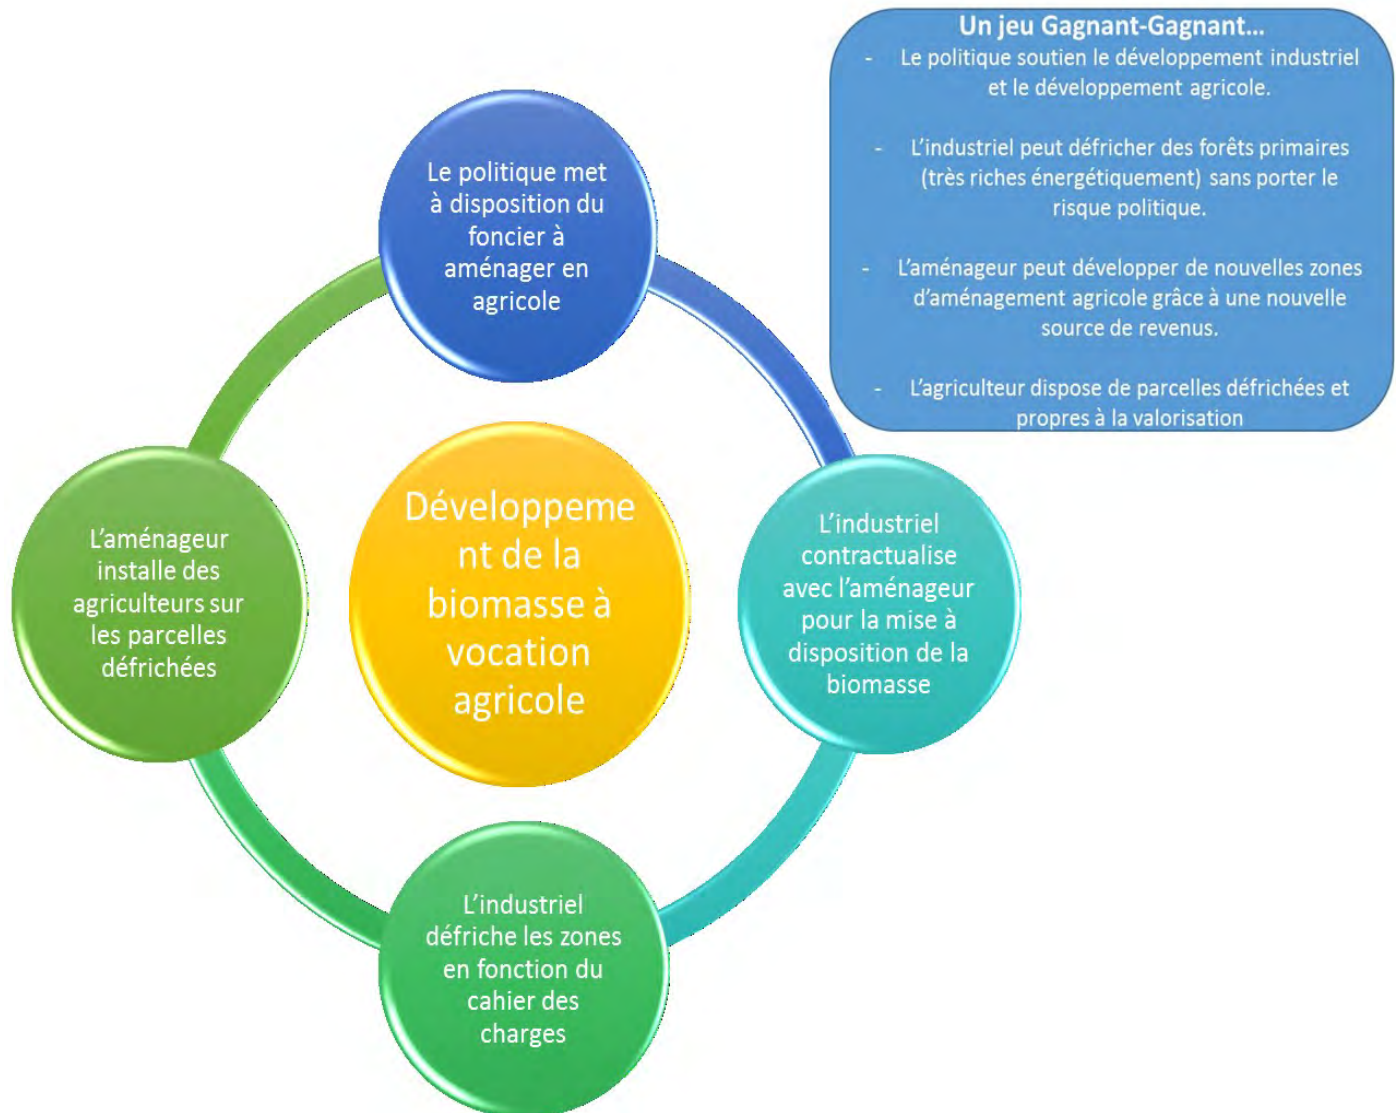 Un jeu Gagnant-Gagnant...
- Le politique soutien le développement industriel
et le développement agricole.
- L'industriel peut défricher des forêts primaires
(très riches énergétiquement) sans porter le
risque politique.
- L'aménageur peut développer de nouvelles zones
d'aménagement agricole grâce à une nouvelle
source de revenus.
- L'agriculteur dispose de parcelles défrichées et
propres à la valorisation
Le politique met
à disposition du
foncier à
aménager en
agricole
L'industriel
contractualise
avec l'aménageur
pour la mise à
disposition de la
biomasse
L'industriel
défriche les zones
en fonction du
cahier des
charges
L'aménageur
installe des
agriculteurs sur
les parcelles
défrichées
Développeme
nt de la
biomasse à
vocation
agricole